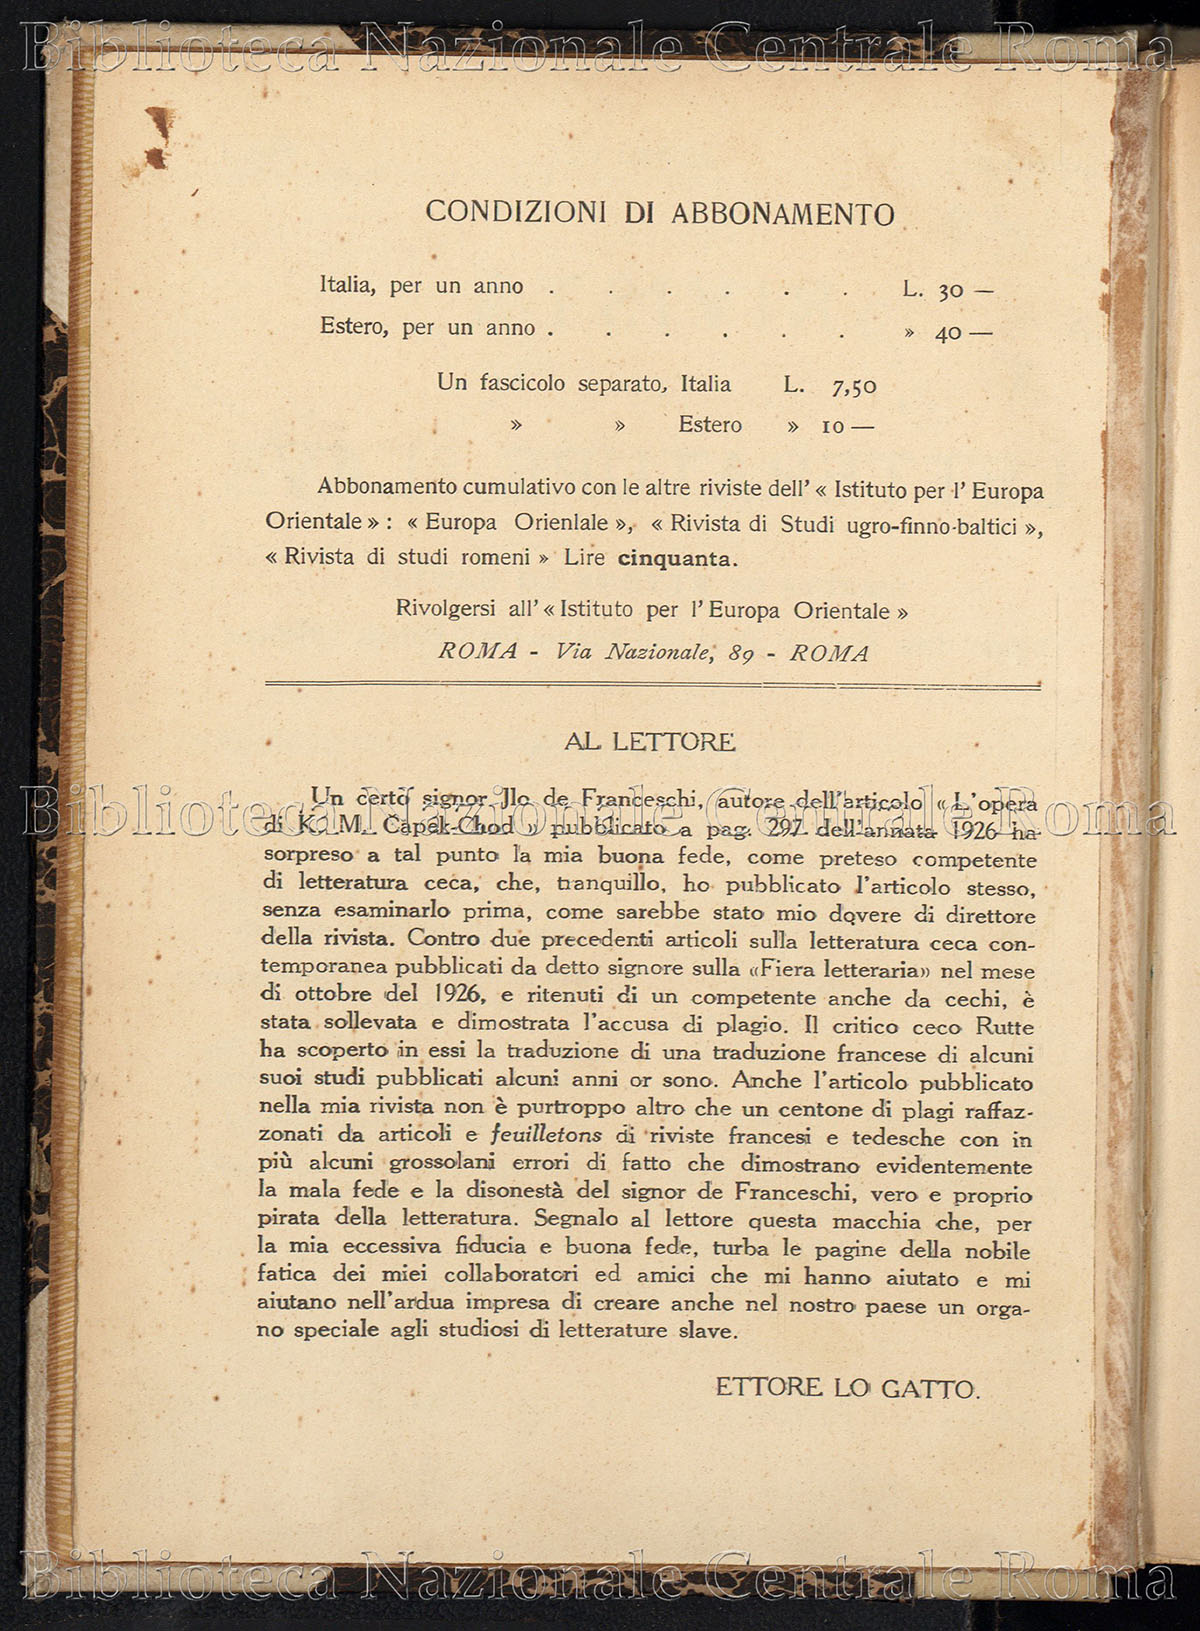 Biblioteca Nazionale Centrale Roma
CONDIZIONI DI ABBONAMENTO
Italia, per un anno . . . . . . L. 30 —
Estero, per un anno . . . . . . » 40 —
Un fascicolo separato, Italia L. 7,50
» » Estero » 10 —
Abbonamento cumulativo con le altre riviste dell' « Istituto per l' Europa
Orientale » : « Europa Orienlale », « Rivista di Studi ugro-finno-baltici »,
« Rivista di studi romeni » Lire cinquanta.
Rivolgersi all' « Istituto per l' Europa Orientale »
ROMA - Via Nazionale, 89 - ROMA
AL LETTORE
Biblioteca Nazionale Centrale Roma
Un certo signor Jlo de Franceschi, autore dell'articolo « L'opera
di K. M. Capek-Chod » pubblicato a pag. 297 dell'annata 1926 ha
sorpreso a tal punto la mia buona fede, come preteso competente
di letteratura ceca, che, tranquillo, ho pubblicato l'articolo stesso,
senza esaminarlo prima, come sarebbe stato mio dovere di direttore
della rivista. Contro due precedenti articoli sulla letteratura ceca con-
temporanea pubblicati da detto signore sulla «Fiera letteraria» nel mese
di ottobre del 1926, e ritenuti di un competente anche da cechi, è
stata sollevata e dimostrata l'accusa di plagio. Il critico ceco Rutte
ha scoperto in essi la traduzione di una traduzione francese di alcuni
suoi studi pubblicati alcuni anni or sono. Anche l'articolo pubblicato
nella mia rivista non è purtroppo altro che un centone di plagi raffaz-
zonati da articoli e feuilletons di riviste francesi e tedesche con in
più alcuni grossolani errori di fatto che dimostrano evidentemente
la mala fede e la disonestà del signor de Franceschi, vero e proprio
pirata della letteratura. Segnalo al lettore questa macchia che, per
la mia eccessiva fiducia e buona fede, turba le pagine della nobile
fatica dei miei collaboratori ed amici che mi hanno aiutato e mi
aiutano nell'ardua impresa di creare anche nel nostro paese un orga-
no speciale agli studiosi di letterature slave.
ETTORE LO GATTO.
Biblioteca Nazionale Centrale Roma